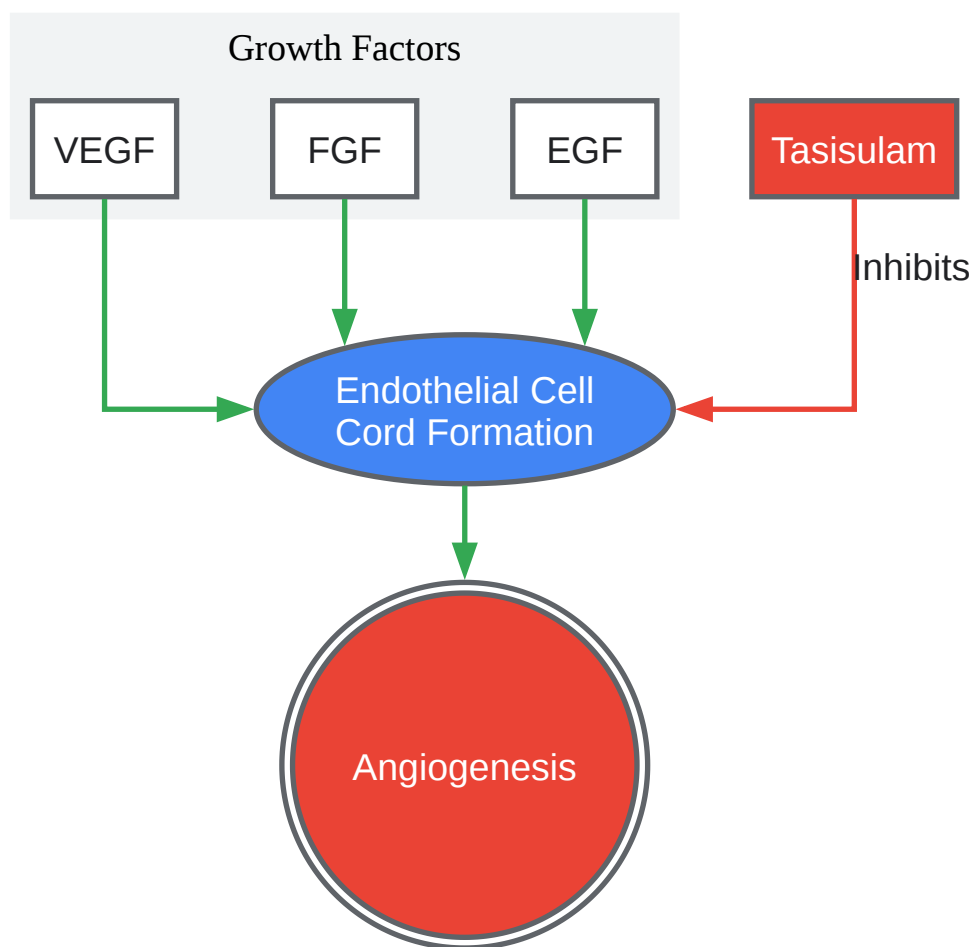 Growth Factors
VEGF
FGF
EGF
Tasisulam
Inhibits
Endothelial Cell
Cord Formation
Angiogenesis